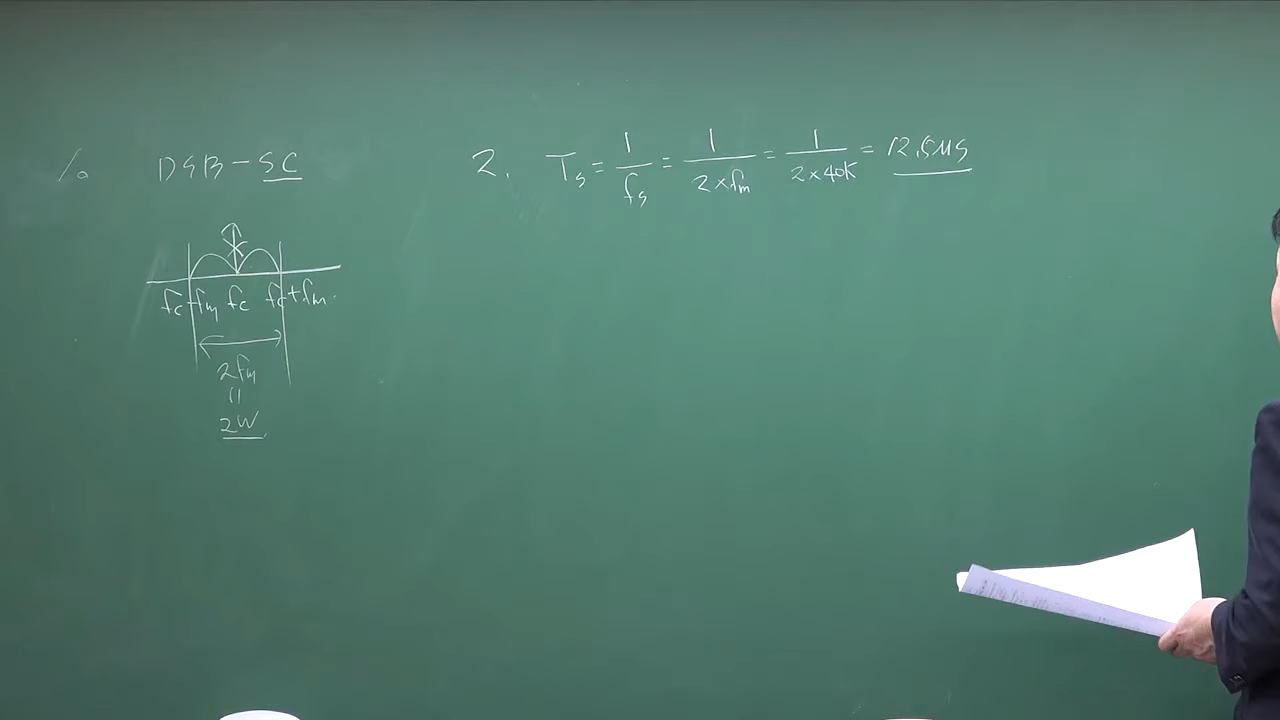 1. DSB-SC
fc-fm fc fc+fm
2fm
=
2W
2. Ts = 1/fs = 1/(2×fm) = 1/(2×40K) = 12.5μs